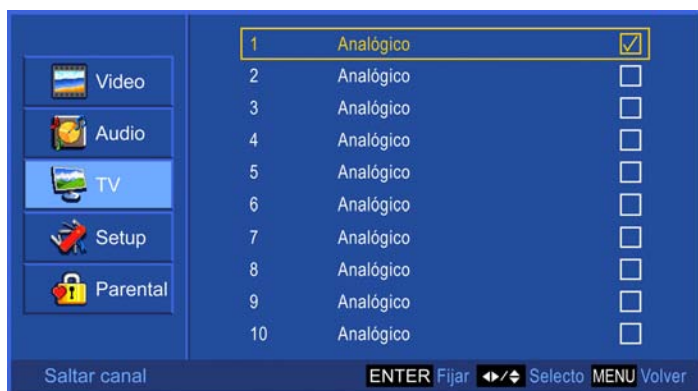 Video
Audio
TV
Setup
Parental
1 Analógico
2 Analógico
3 Analógico
4 Analógico
5 Analógico
6 Analógico
7 Analógico
8 Analógico
9 Analógico
10 Analógico
Saltar canal
ENTER Fijar Selecto MENU Volver